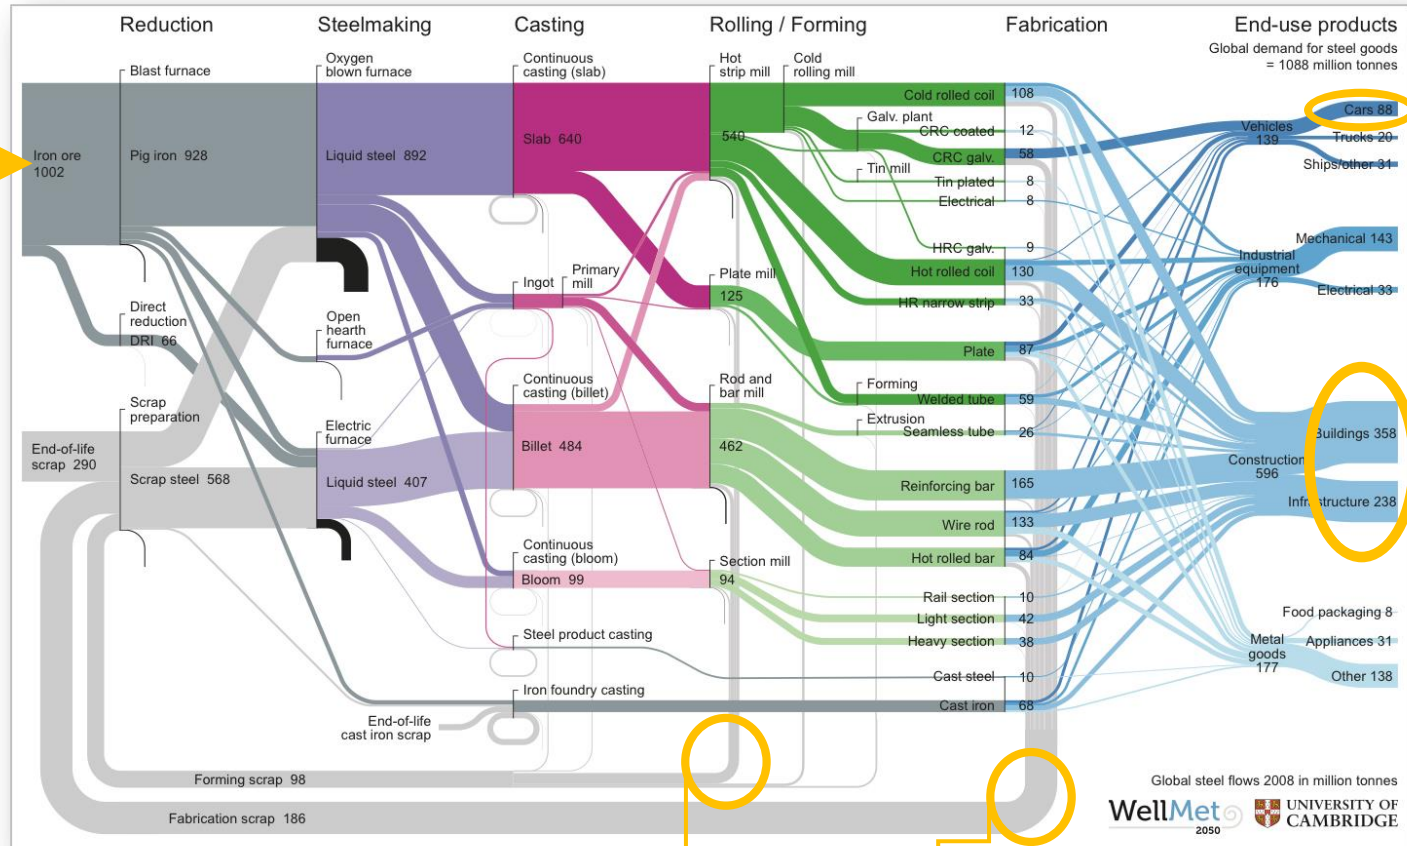 Reduction
Steelmaking
Casting
Rolling / Forming
Fabrication
End-use products
Global demand for steel goods
= 1088 million tonnes
Blast furnace
Oxygen
blown furnace
Continuous
casting (slab)
Hot
strip mill
Cold
rolling mill
Iron ore
1002
Pig iron 928
Liquid steel 892
Slab 640
540
Galv. plant
Tin mill
Cold rolled coil 108
CRC coated 12
CRC galv. 58
Tin plated 8
Electrical 8
HRC galv. 9
Hot rolled coil 130
HR narrow strip 33
Vehicles
139
Cars 88
Trucks 20
Ships/other 31
Direct
reduction
DRI 66
Open
hearth
furnace
Ingot
Primary
mill
Plate mill
125
Plate 87
Industrial
equipment
176
Mechanical 143
Electrical 33
Scrap
preparation
End-of-life
scrap 290
Scrap steel 568
Electric
furnace
Liquid steel 407
Continuous
casting (billet)
Billet 484
Rod and
bar mill
462
Forming
Welded tube 59
Extrusion
Seamless tube 26
Reinforcing bar 165
Wire rod 133
Hot rolled bar 84
Construction
596
Buildings 358
Infrastructure 238
Continuous
casting (bloom)
Bloom 99
Section mill
94
Rail section 10
Light section 42
Heavy section 38
Steel product casting
Cast steel 10
Iron foundry casting
Cast iron 68
End-of-life
cast iron scrap
Metal
goods
177
Food packaging 8
Appliances 31
Other 138
Forming scrap 98
Fabrication scrap 186
Global steel flows 2008 in million tonnes
WellMet
2050
UNIVERSITY OF
CAMBRIDGE